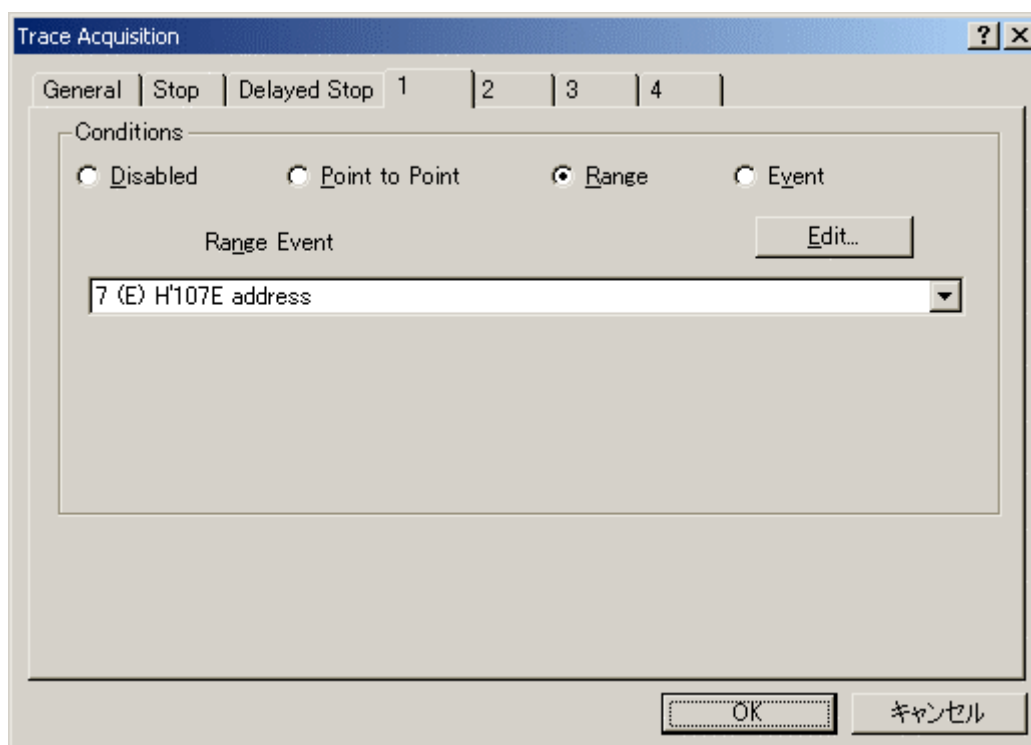 Trace Acquisition
General Stop Delayed Stop 1 2 3 4
Conditions
Disabled Point to Point Range Event
Range Event Edit...
7 (E) H'107E address
OK キャンセル